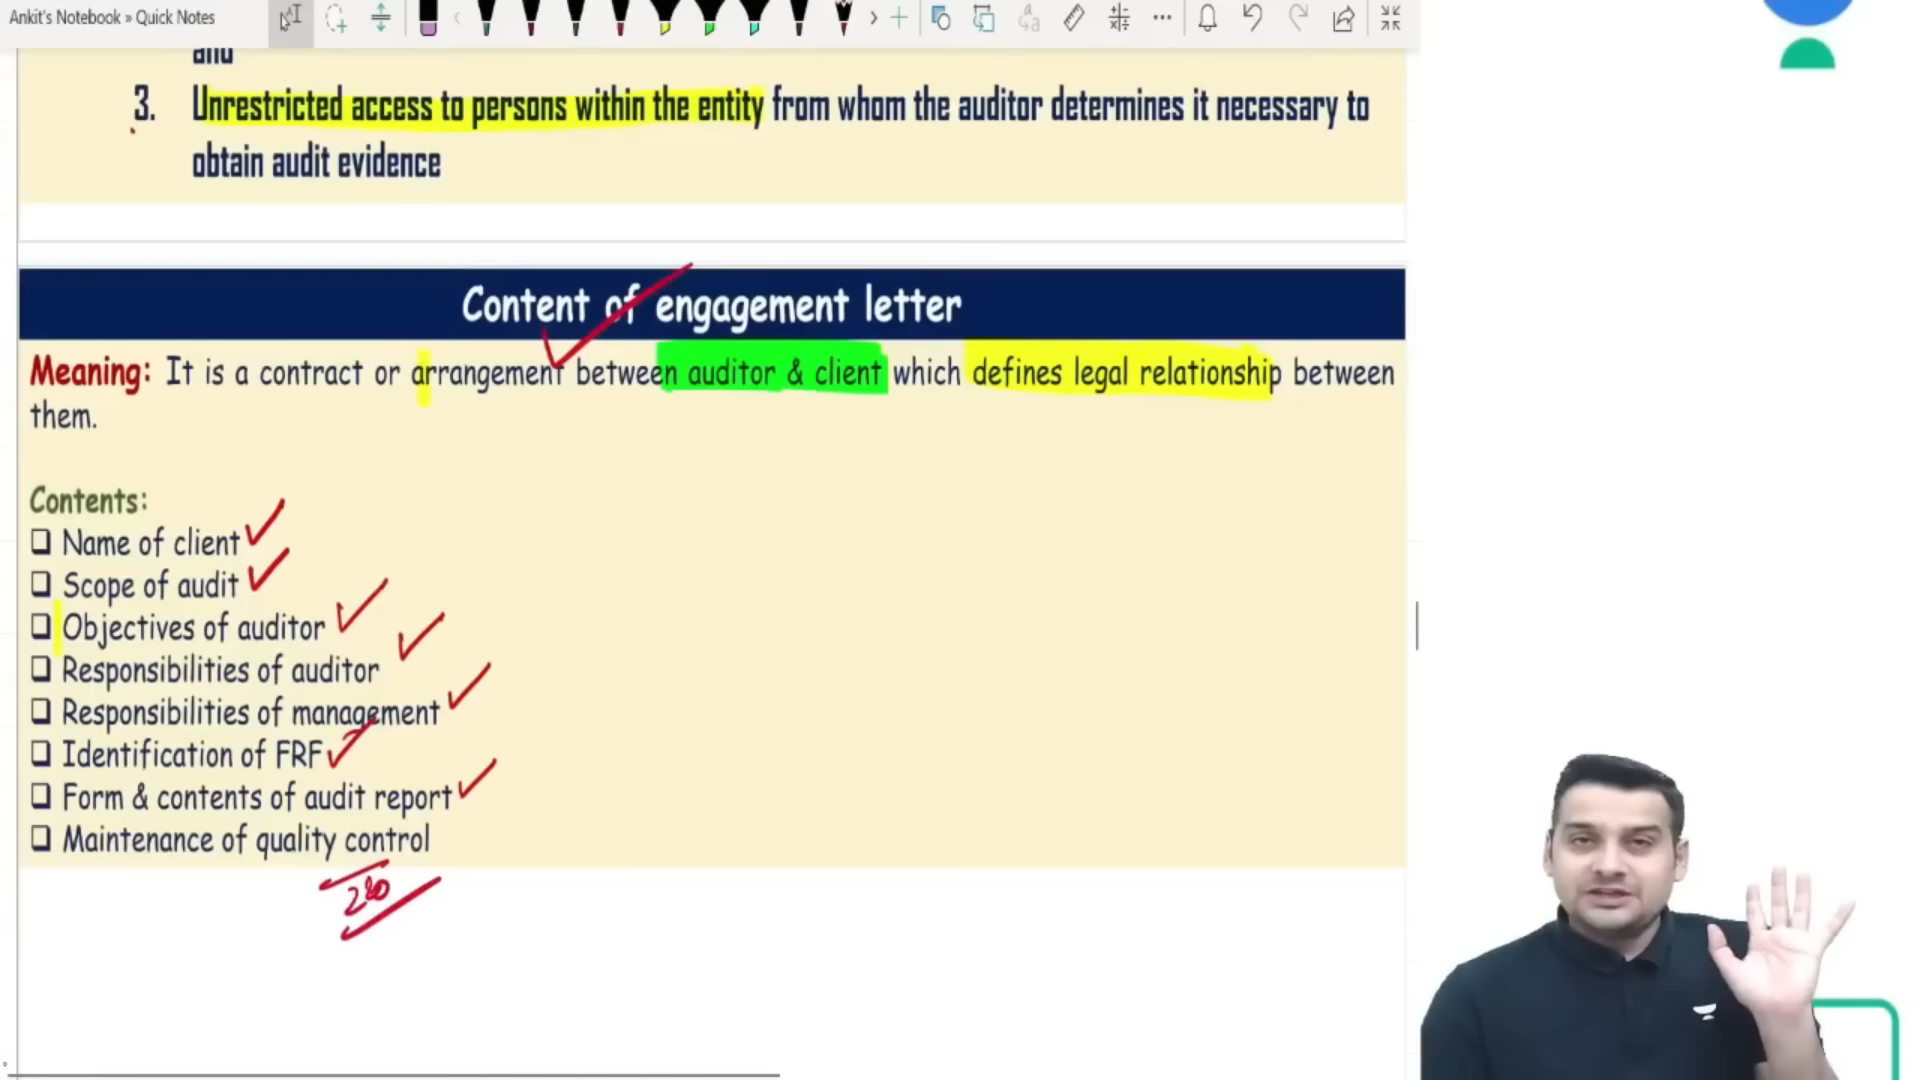 Ankit's Notebook » Quick Notes
and
3. Unrestricted access to persons within the entity from whom the auditor determines it necessary to
obtain audit evidence
Content of engagement letter
Meaning: It is a contract or arrangement between auditor & client which defines legal relationship between
them.
Contents:
❑ Name of client
❑ Scope of audit
❑ Objectives of auditor
❑ Responsibilities of auditor
❑ Responsibilities of management
❑ Identification of FRF
❑ Form & contents of audit report
❑ Maintenance of quality control